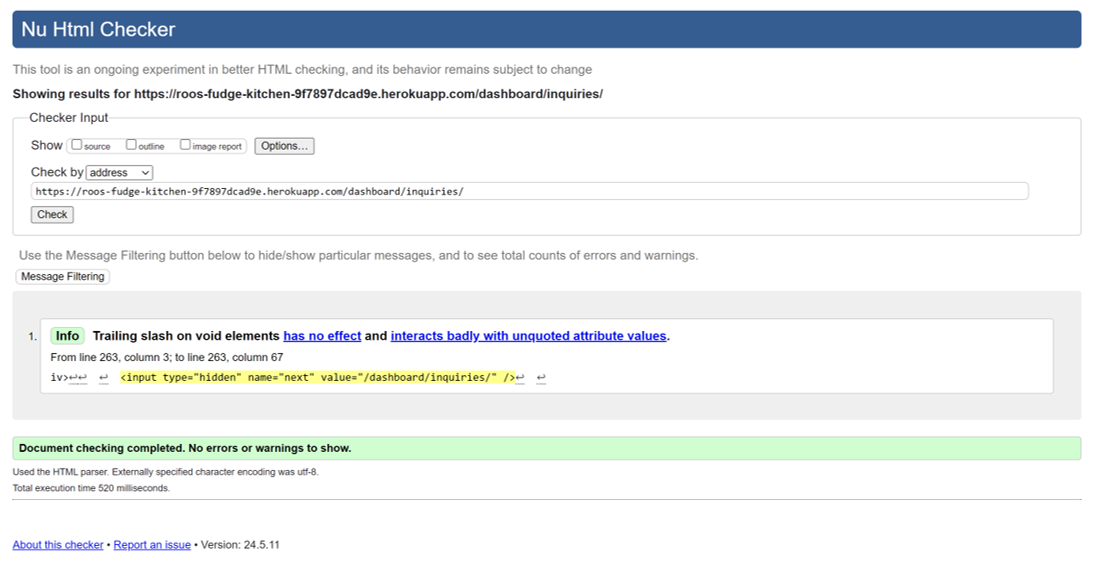 Nu Html Checker
This tool is an ongoing experiment in better HTML checking, and its behavior remains subject to change
Showing results for https://roos-fudge-kitchen-9f7897dcad9e.herokuapp.com/dashboard/inquiries/
Checker Input
Show source outline image report Options...
Check by address
https://roos-fudge-kitchen-9f7897dcad9e.herokuapp.com/dashboard/inquiries/
Check
Use the Message Filtering button below to hide/show particular messages, and to see total counts of errors and warnings.
Message Filtering
1. Info Trailing slash on void elements has no effect and interacts badly with unquoted attribute values.
From line 263, column 3; to line 263, column 67
iv>↩↩ ↩ <input type="hidden" name="next" value="/dashboard/inquiries/" />↩ ↩
Document checking completed. No errors or warnings to show.
Used the HTML parser. Externally specified character encoding was utf-8.
Total execution time 520 milliseconds.
About this checker • Report an issue • Version: 24.5.11